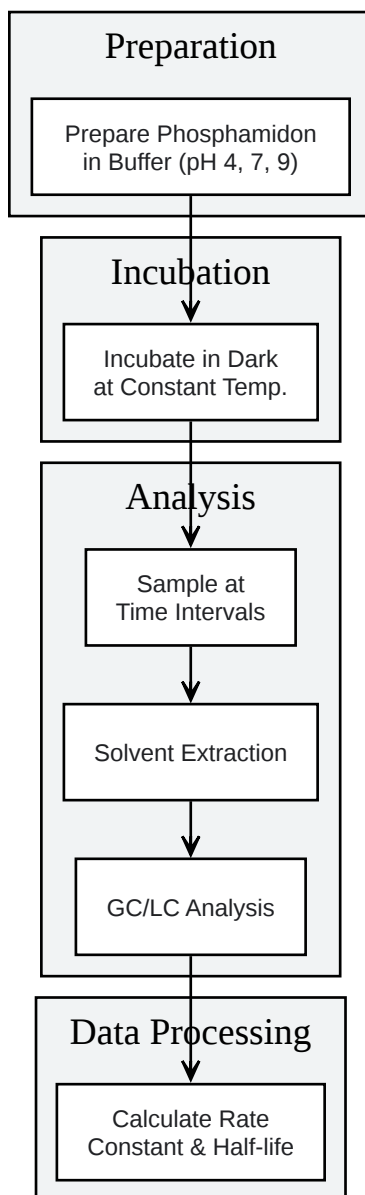 Preparation
Prepare Phosphamidon
in Buffer (pH 4, 7, 9)
Incubation
Incubate in Dark
at Constant Temp.
Analysis
Sample at
Time Intervals
Solvent Extraction
GC/LC Analysis
Data Processing
Calculate Rate
Constant & Half-life